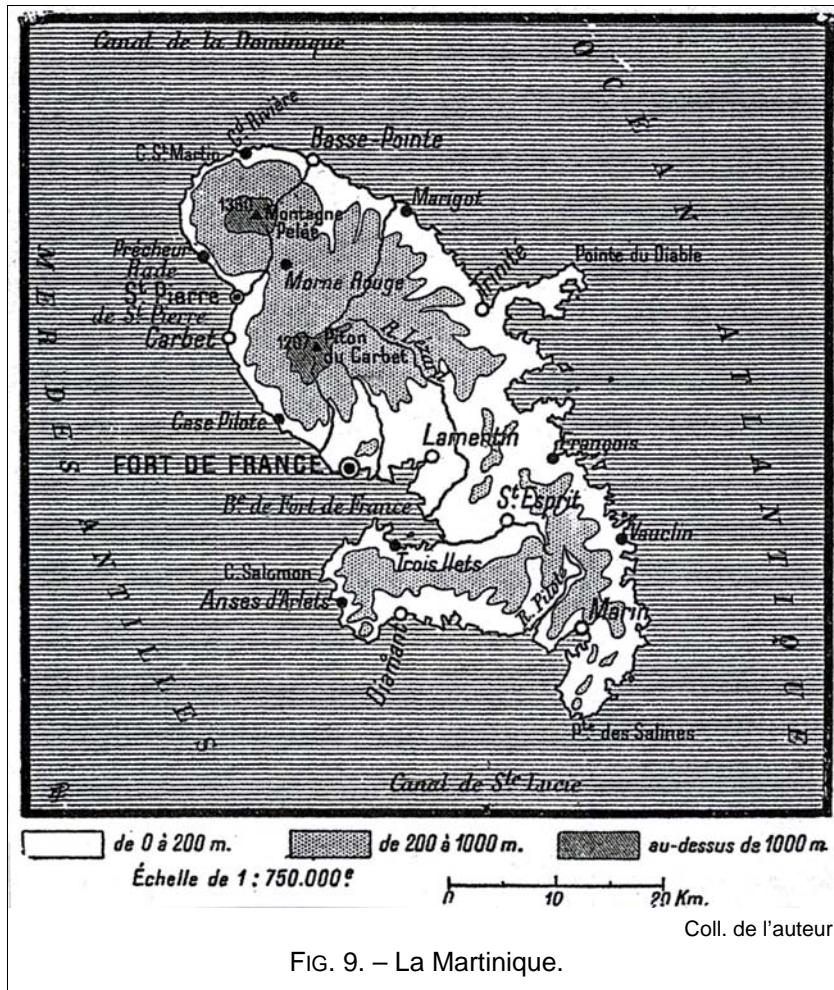 Canal de la Dominique
OCÉAN
ATLANTIQUE
Gd. Rivière
C. St. Martin
Basse-Pointe
1350
Montagne
Pelée
Marigot
MER DES
ANTILLES
Prêcheur
Rade
Morne Rouge
St. Pierre
de St. Pierre
Carbet
Trinité
Pointe du Diable
1207
Piton
du Carbet
R. Lézard
Case Pilote
Lamentin
François
FORT DE FRANCE
Be. de Fort de France
St. Esprit
Vauclin
Trois Ilets
C. Salomon
Anses d'Arlets
R. Pilote
Marin
Diamant
Pte. des Salines
Canal de Ste Lucie
de 0 à 200 m.
de 200 à 1000 m.
au-dessus de 1000 m.
Échelle de 1 : 750.000e
0 10 20 Km.
Coll. de l'auteur
FIG. 9. – La Martinique.